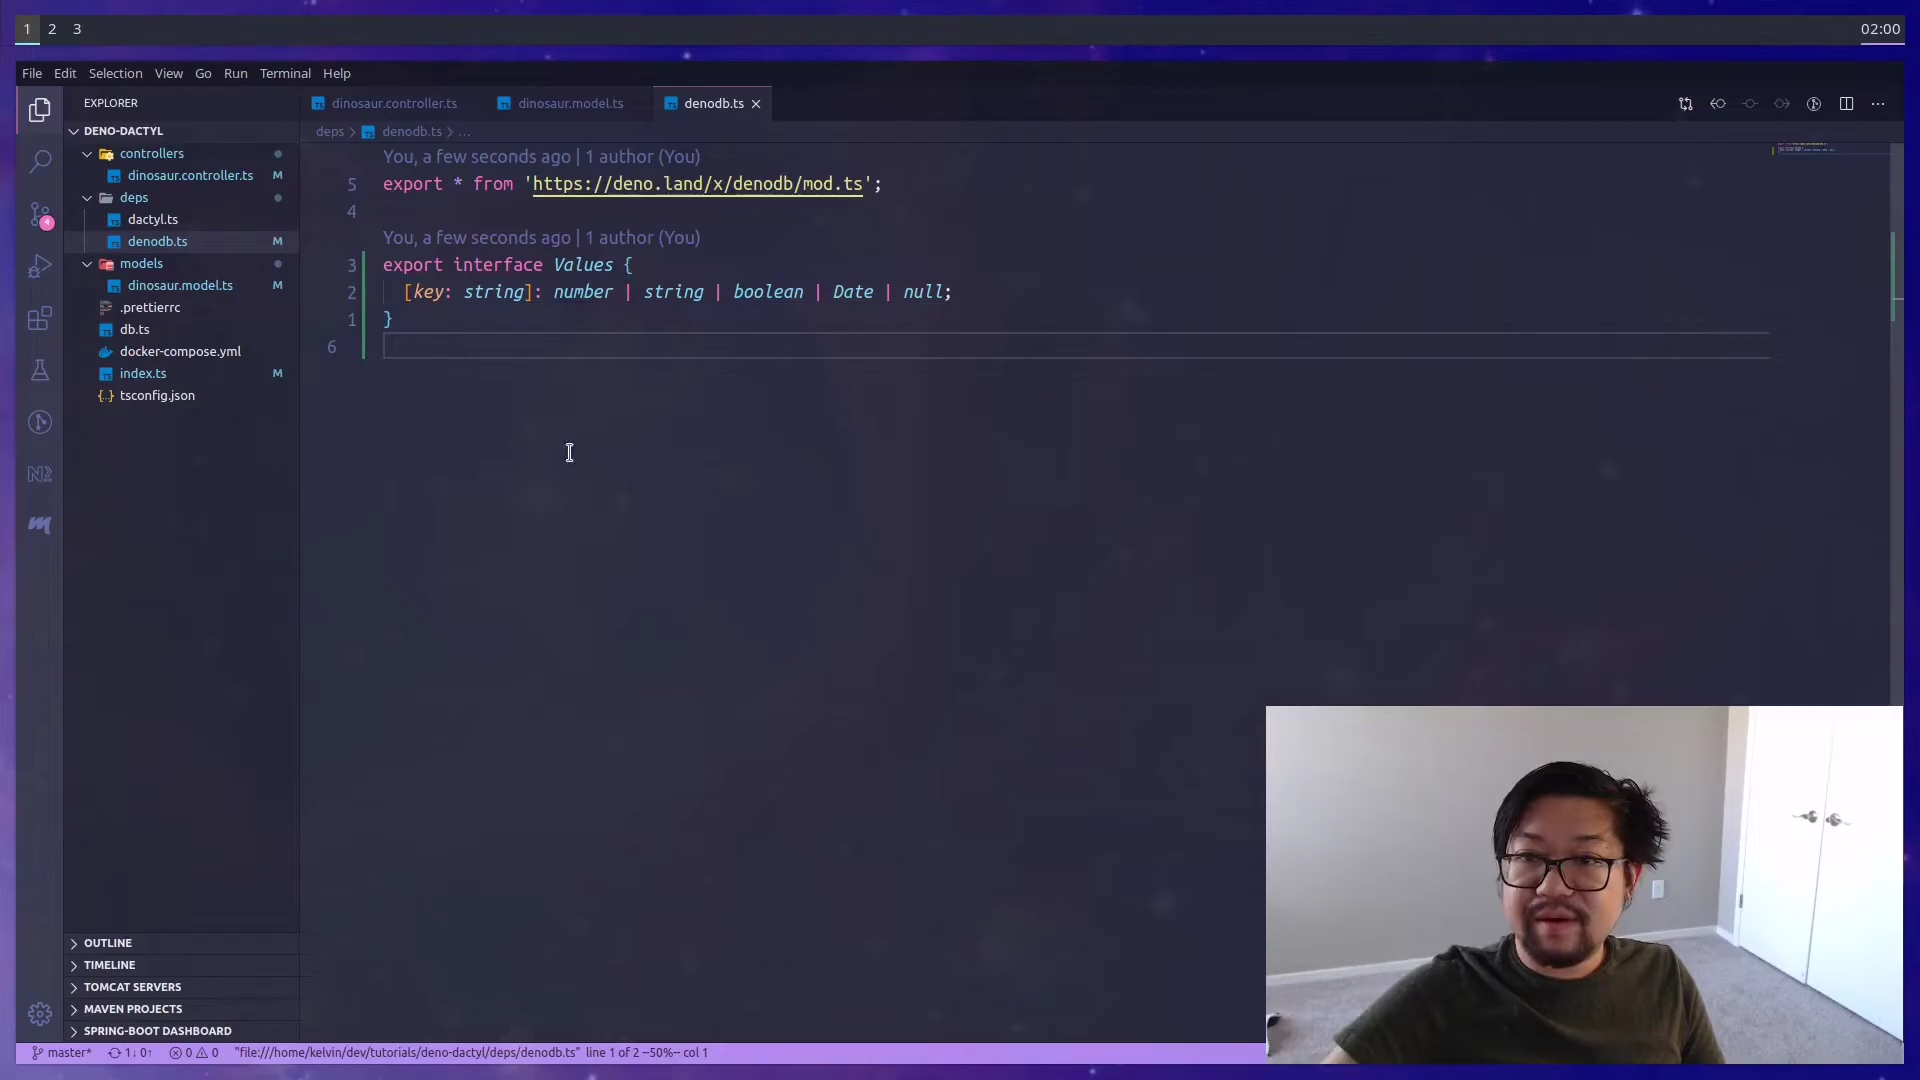 1 2 3
02:00
File Edit Selection View Go Run Terminal Help
EXPLORER
DENO-DACTYL
controllers
dinosaur.controller.ts M
deps
dactyl.ts
denodb.ts M
models
dinosaur.model.ts M
.prettierrc
db.ts
docker-compose.yml
index.ts M
tsconfig.json
OUTLINE
TIMELINE
TOMCAT SERVERS
MAVEN PROJECTS
SPRING-BOOT DASHBOARD
4
dinosaur.controller.ts dinosaur.model.ts denodb.ts
deps > denodb.ts > ...
You, a few seconds ago | 1 author (You)
5 export * from 'https://deno.land/x/denodb/mod.ts';
4
You, a few seconds ago | 1 author (You)
3 export interface Values {
2 [key: string]: number | string | boolean | Date | null;
1 }
6
master* 1↓ 0↑ 0 0 "file:///home/kelvin/dev/tutorials/deno-dactyl/deps/denodb.ts" line 1 of 2 --50%-- col 1